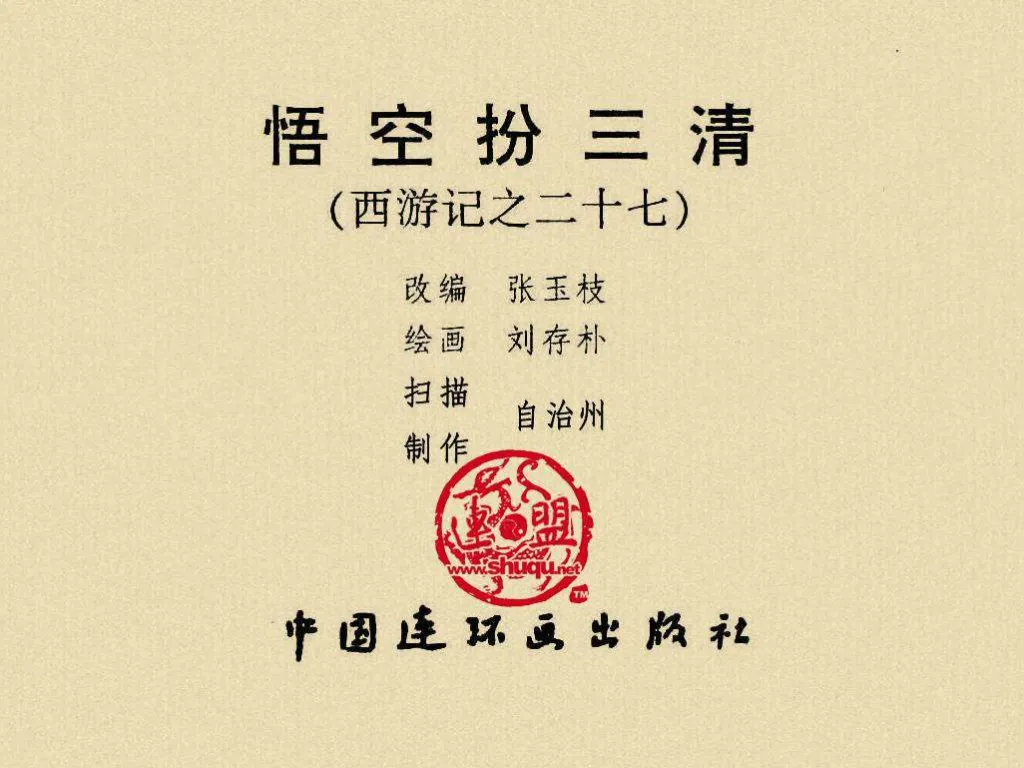 悟空扮三清
(西游记之二十七)
改编 张玉枝
绘画 刘存朴
扫描
自治州
制作
連盟
www.shuqu.net
TM
中国连环画出版社